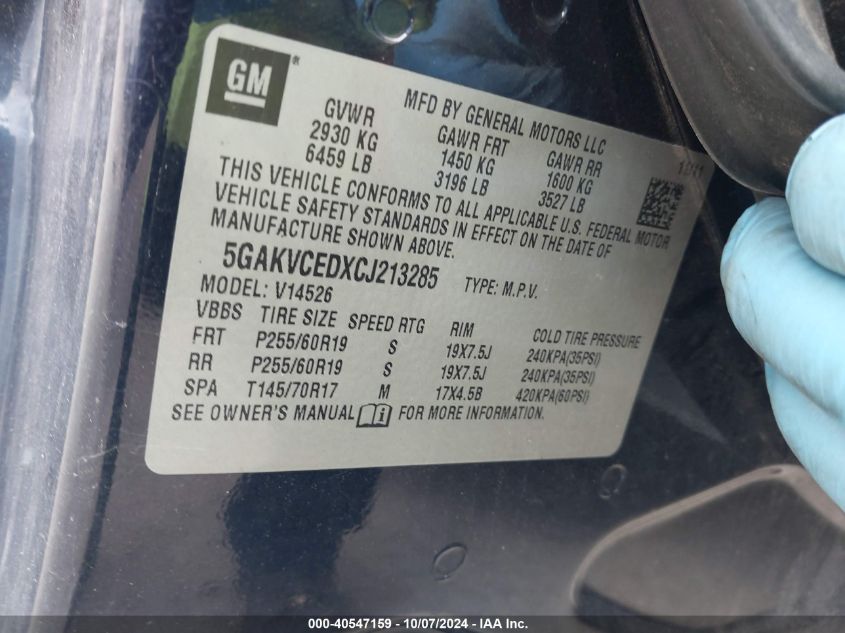 GM
MFD BY GENERAL MOTORS LLC
GVWR GAWR FRT GAWR RR
2930 KG 1450 KG 1600 KG
6459 LB 3196 LB 3527 LB
THIS VEHICLE CONFORMS TO ALL APPLICABLE U.S. FEDERAL MOTOR
VEHICLE SAFETY STANDARDS IN EFFECT ON THE DATE OF
MANUFACTURE SHOWN ABOVE.
5GAKVCEDXCJ213285 TYPE: M.P.V.
MODEL: V14526
VBBS TIRE SIZE SPEED RTG RIM COLD TIRE PRESSURE
FRT P255/60R19 S 19X7.5J 240KPA(35PSI)
RR P255/60R19 S 19X7.5J 240KPA(35PSI)
SPA T145/70R17 M 17X4.5B 420KPA(60PSI)
SEE OWNER'S MANUAL FOR MORE INFORMATION.
000-40547159 - 10/07/2024 - IAA Inc.